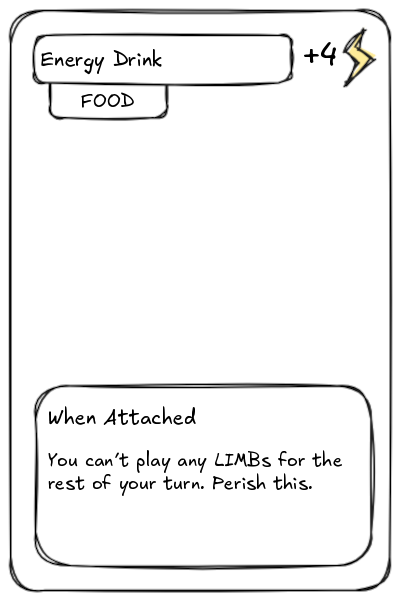 Energy Drink
+4
FOOD
When Attached
You can't play any LIMBs for the
rest of your turn. Perish this.